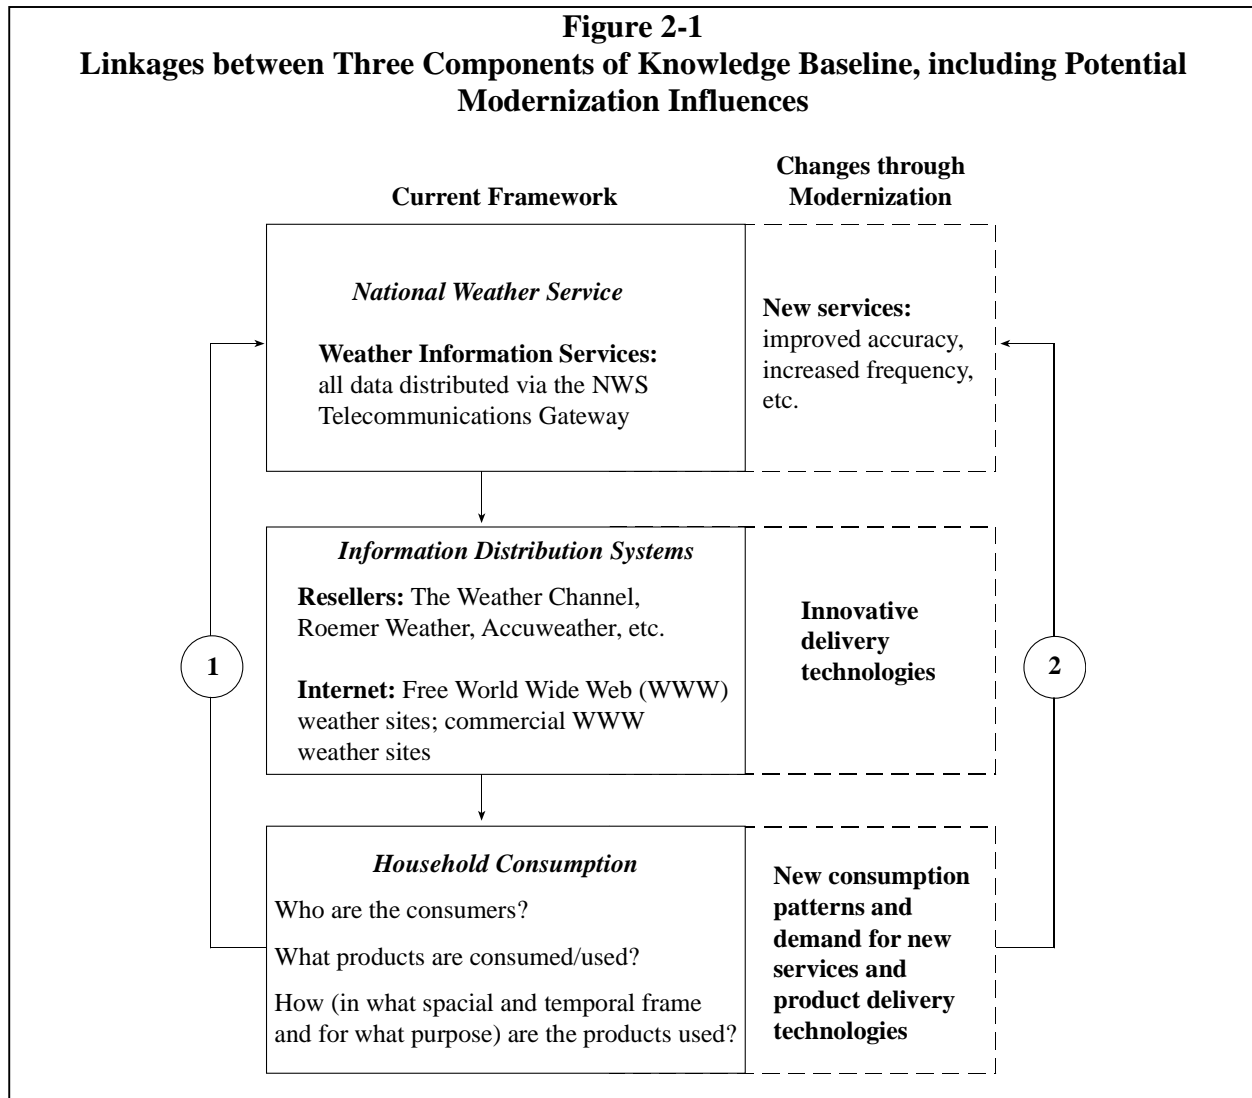 Figure 2-1
Linkages between Three Components of Knowledge Baseline, including Potential
Modernization Influences
Current Framework
Changes through
Modernization
National Weather Service
Weather Information Services:
all data distributed via the NWS
Telecommunications Gateway
New services:
improved accuracy,
increased frequency,
etc.
Information Distribution Systems
Resellers: The Weather Channel,
Roemer Weather, Accuweather, etc.
Internet: Free World Wide Web (WWW)
weather sites; commercial WWW
weather sites
Innovative
delivery
technologies
1
2
Household Consumption
Who are the consumers?
What products are consumed/used?
How (in what spacial and temporal frame
and for what purpose) are the products used?
New consumption
patterns and
demand for new
services and
product delivery
technologies